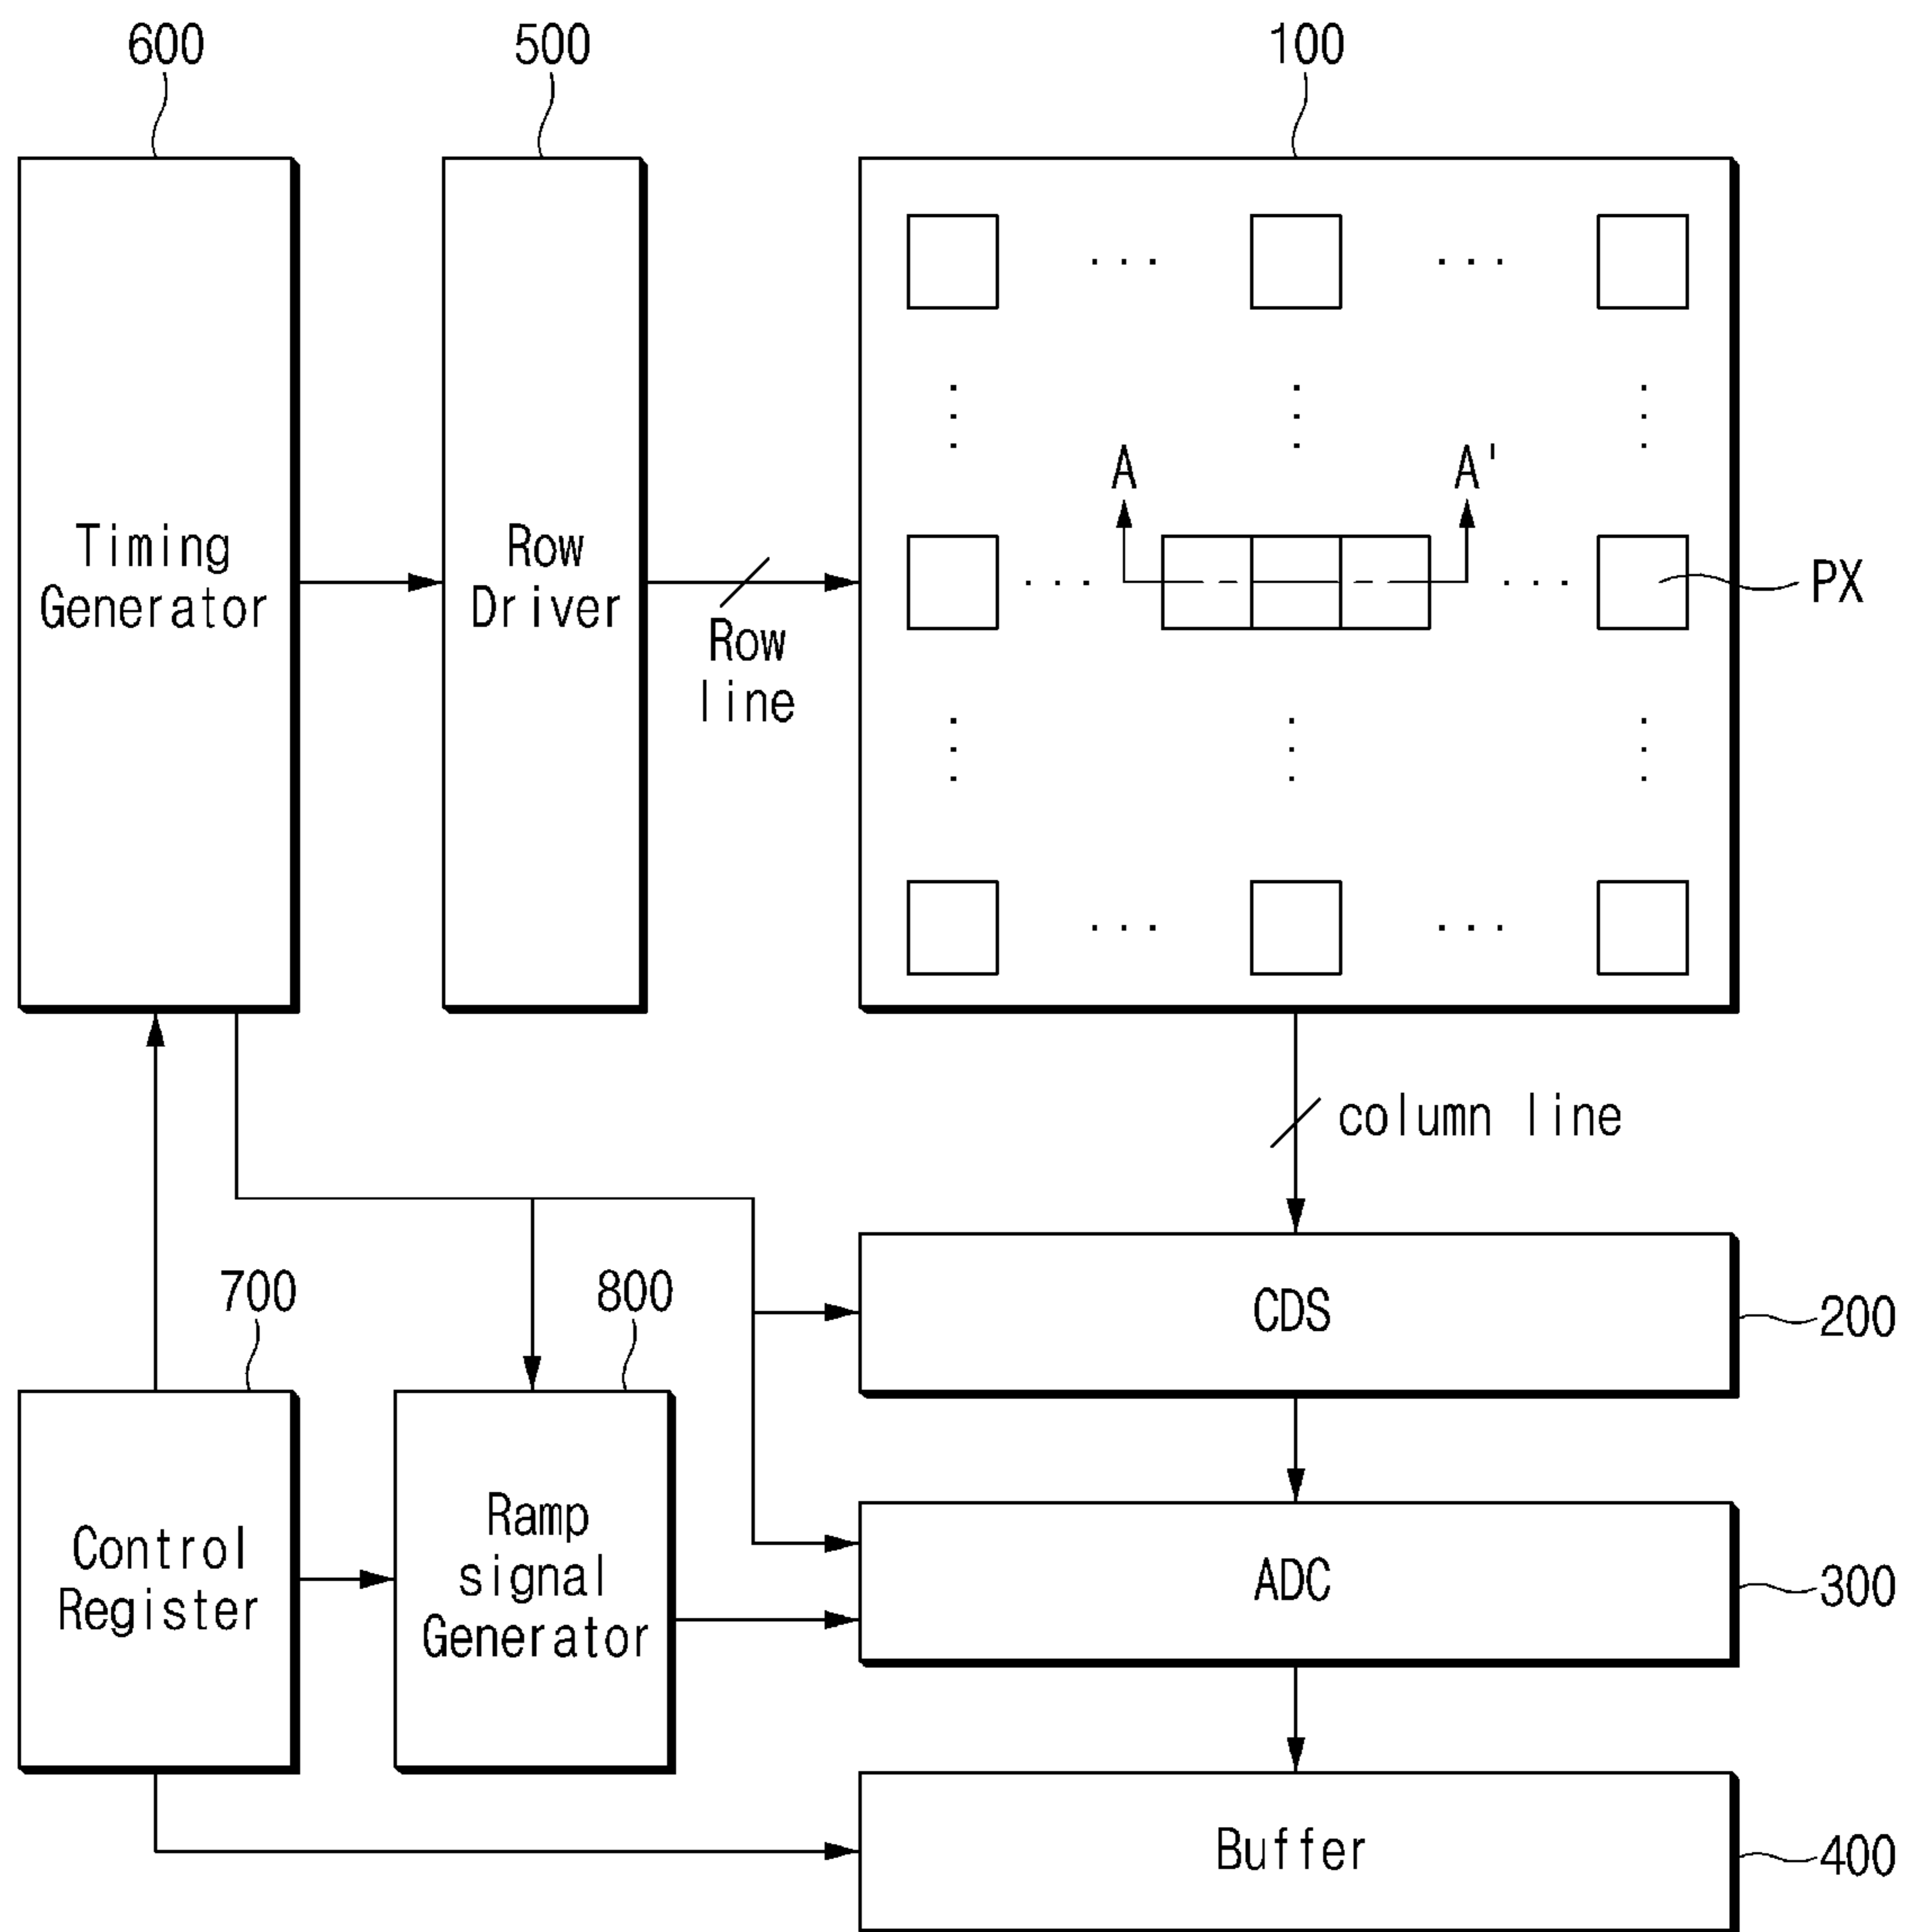 600
500
100
Timing
Generator
Row
Driver
Row
line
A
A'
PX
column line
700
800
CDS
200
Control
Register
Ramp
signal
Generator
ADC
300
Buffer
400